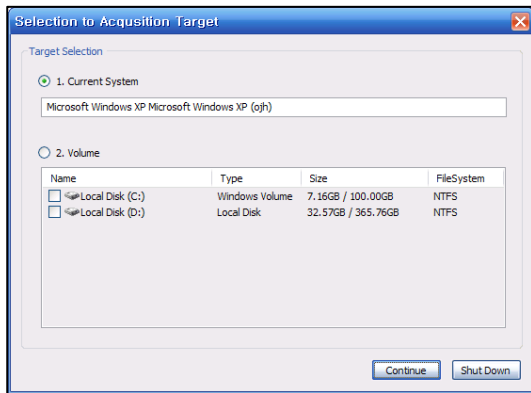 Selection to Acqusition Target
Target Selection
1. Current System
Microsoft Windows XP Microsoft Windows XP (ojh)
2. Volume
Name Type Size FileSystem
Local Disk (C:) Windows Volume 7.16GB / 100.00GB NTFS
Local Disk (D:) Local Disk 32.57GB / 365.76GB NTFS
Continue Shut Down